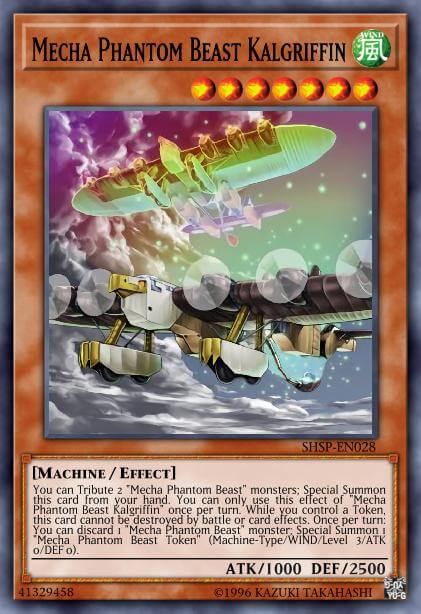 MECHA PHANTOM BEAST KALGRIFFIN
WIND
風
SHSP-EN028
[MACHINE / EFFECT]
You can Tribute 2 "Mecha Phantom Beast" monsters; Special Summon
this card from your hand. You can only use this effect of "Mecha
Phantom Beast Kalgriffin" once per turn. While you control a Token,
this card cannot be destroyed by battle or card effects. Once per turn:
You can discard 1 "Mecha Phantom Beast" monster; Special Summon 1
"Mecha Phantom Beast Token" (Machine-Type/WIND/Level 3/ATK
0/DEF 0).
ATK/1000 DEF/2500
41329458
©1996 KAZUKI TAKAHASHI